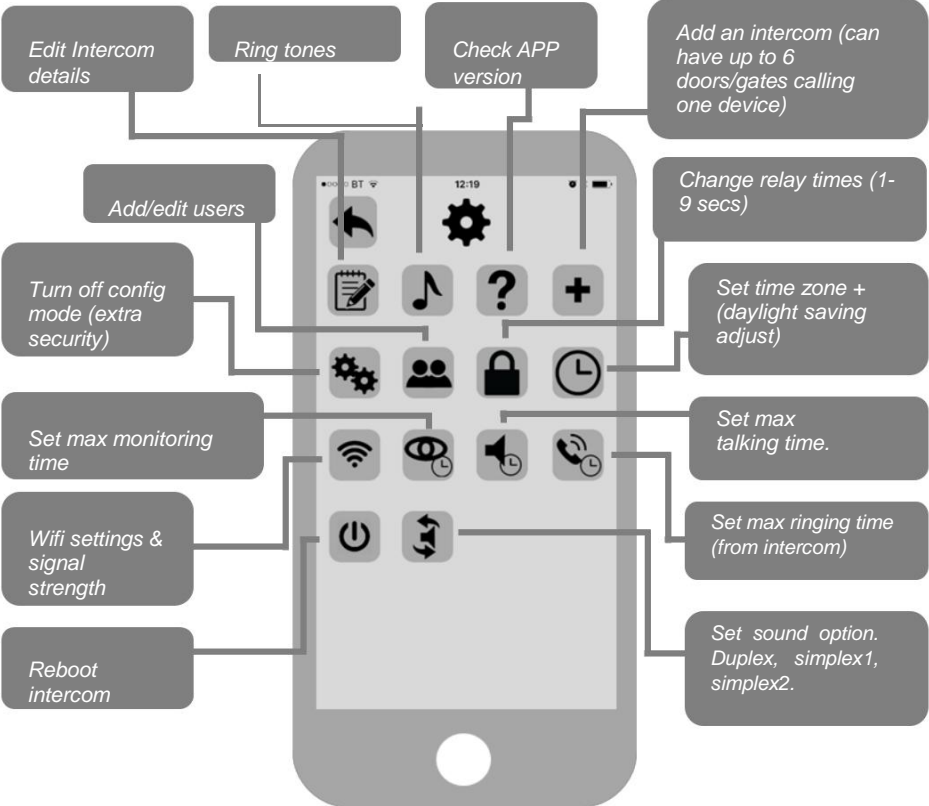 Edit Intercom
details
Ring tones
Check APP
version
Add an intercom (can
have up to 6
doors/gates calling
one device)
Add/edit users
Change relay times (1-
9 secs)
BT
12:19
Turn off config
mode (extra
security)
Set time zone +
(daylight saving
adjust)
Set max monitoring
time
Set max
talking time.
Wifi settings &
signal
strength
Set max ringing time
(from intercom)
Reboot
intercom
Set sound option.
Duplex, simplex1,
simplex2.